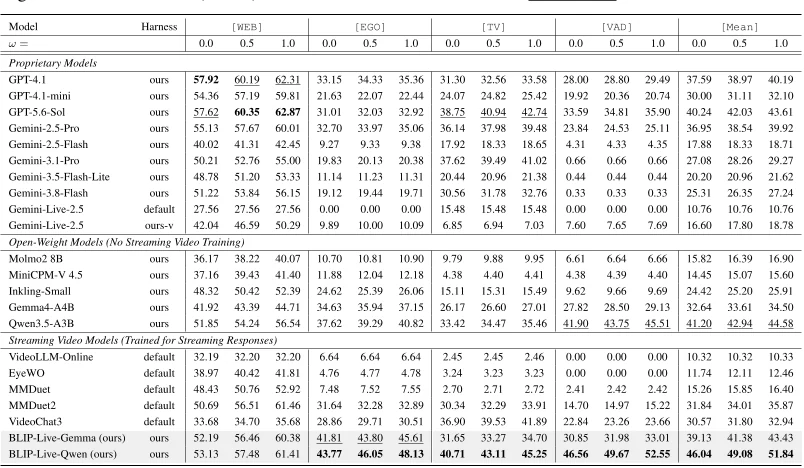 Model Harness [WEB] [EGO] [TV] [VAD] [Mean]
ω = 0.0 0.5 1.0 0.0 0.5 1.0 0.0 0.5 1.0 0.0 0.5 1.0 0.0 0.5 1.0
Proprietary Models
GPT-4.1 ours 57.92 60.19 62.31 33.15 34.33 35.36 31.30 32.56 33.58 28.00 28.80 29.49 37.59 38.97 40.19
GPT-4.1-mini ours 54.36 57.19 59.81 21.63 22.07 22.44 24.07 24.82 25.42 19.92 20.36 20.74 30.00 31.11 32.10
GPT-5.6-Sol ours 57.62 60.35 62.87 31.01 32.03 32.92 38.75 40.94 42.74 33.59 34.81 35.90 40.24 42.03 43.61
Gemini-2.5-Pro ours 55.13 57.67 60.01 32.70 33.97 35.06 36.14 37.98 39.48 23.84 24.53 25.11 36.95 38.54 39.92
Gemini-2.5-Flash ours 40.02 41.31 42.45 9.27 9.33 9.38 17.92 18.33 18.65 4.31 4.33 4.35 17.88 18.33 18.71
Gemini-3.1-Pro ours 50.21 52.76 55.00 19.83 20.13 20.38 37.62 39.49 41.02 0.66 0.66 0.66 27.08 28.26 29.27
Gemini-3.5-Flash-Lite ours 48.78 51.20 53.33 11.14 11.23 11.31 20.44 20.96 21.38 0.44 0.44 0.44 20.20 20.96 21.62
Gemini-3.8-Flash ours 51.22 53.84 56.15 19.12 19.44 19.71 30.56 31.78 32.76 0.33 0.33 0.33 25.31 26.35 27.24
Gemini-Live-2.5 default 27.56 27.56 27.56 0.00 0.00 0.00 15.48 15.48 15.48 0.00 0.00 0.00 10.76 10.76 10.76
Gemini-Live-2.5 ours-v 42.04 46.59 50.29 9.89 10.00 10.09 6.85 6.94 7.03 7.60 7.65 7.69 16.60 17.80 18.78
Open-Weight Models (No Streaming Video Training)
Molmo2 8B ours 36.17 38.22 40.07 10.70 10.81 10.90 9.79 9.88 9.95 6.61 6.64 6.66 15.82 16.39 16.90
MiniCPM-V 4.5 ours 37.16 39.43 41.40 11.88 12.04 12.18 4.38 4.40 4.41 4.38 4.39 4.40 14.45 15.07 15.60
Inkling-Small ours 48.32 50.42 52.39 24.62 25.39 26.06 15.11 15.31 15.49 9.62 9.66 9.69 24.42 25.20 25.91
Gemma4-A4B ours 41.92 43.39 44.71 34.63 35.94 37.15 26.17 26.60 27.01 27.82 28.50 29.13 32.64 33.61 34.50
Qwen3.5-A3B ours 51.85 54.24 56.54 37.62 39.29 40.82 33.42 34.47 35.46 41.90 43.75 45.51 41.20 42.94 44.58
Streaming Video Models (Trained for Streaming Responses)
VideoLLM-Online default 32.19 32.20 32.20 6.64 6.64 6.64 2.45 2.45 2.46 0.00 0.00 0.00 10.32 10.32 10.33
EyeWO default 38.97 40.42 41.81 4.76 4.77 4.78 3.24 3.23 3.23 0.00 0.00 0.00 11.74 12.11 12.46
MMDuet default 48.43 50.76 52.92 7.48 7.52 7.55 2.70 2.71 2.72 2.41 2.42 2.42 15.26 15.85 16.40
MMDuet2 default 50.69 56.51 61.46 31.64 32.28 32.89 30.34 32.29 33.91 14.70 14.97 15.22 31.84 34.01 35.87
VideoChat3 default 33.68 34.70 35.68 28.86 29.71 30.51 36.90 39.53 41.89 22.84 23.26 23.66 30.57 31.80 32.94
BLIP-Live-Gemma (ours) ours 52.19 56.46 60.38 41.81 43.80 45.61 31.65 33.27 34.70 30.85 31.98 33.01 39.13 41.38 43.43
BLIP-Live-Qwen (ours) ours 53.13 57.48 61.41 43.77 46.05 48.13 40.71 43.11 45.25 46.56 49.67 52.55 46.04 49.08 51.84